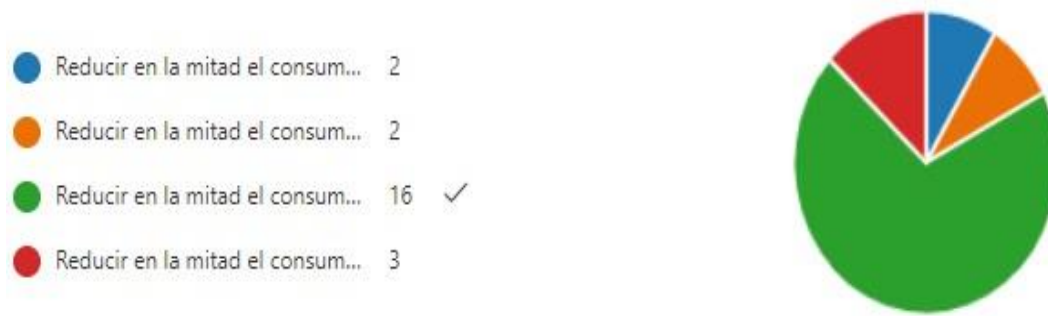 Reducir en la mitad el consum... 2
Reducir en la mitad el consum... 2
Reducir en la mitad el consum... 16 ✓
Reducir en la mitad el consum... 3